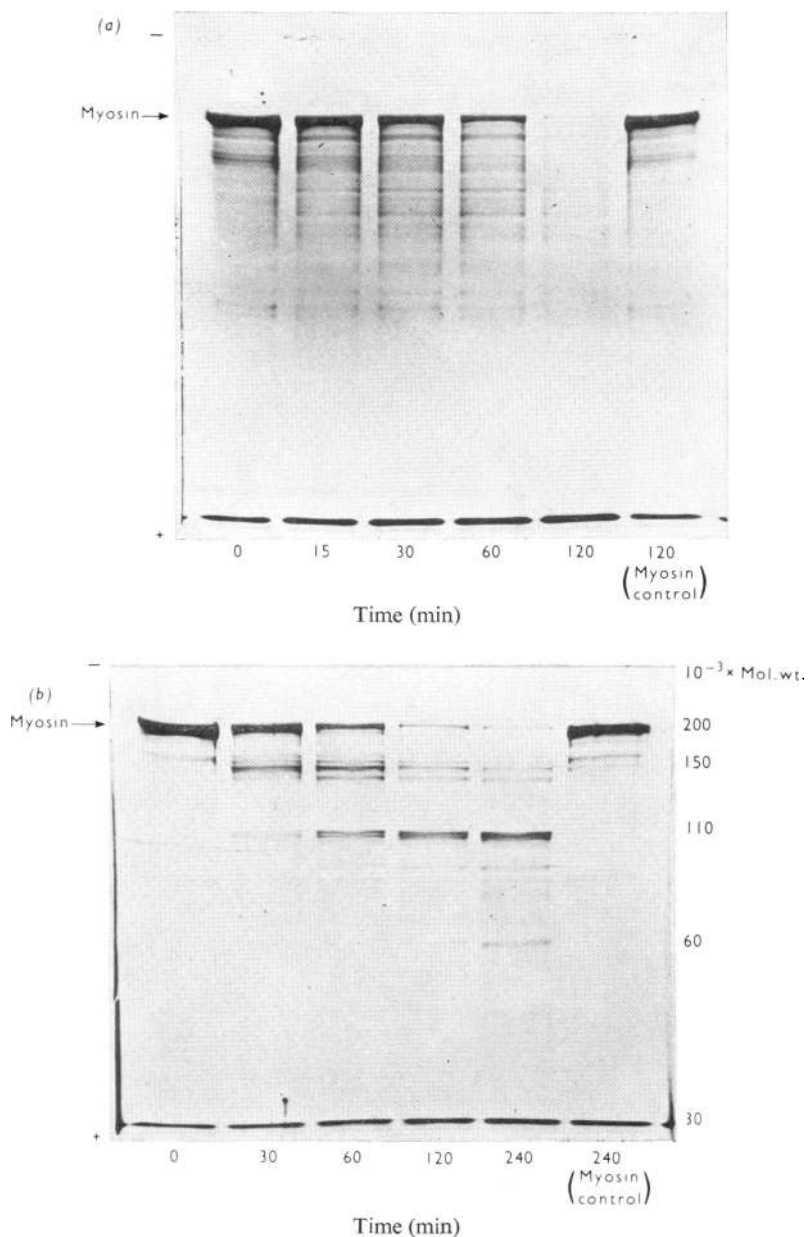 (a)
−
Myosin →
+
0 15 30 60 120 120
(Myosin control)
Time (min)
(b)
−
10⁻³ × Mol.wt.
Myosin →
200
150
110
60
30
+
0 30 60 120 240 240
(Myosin control)
Time (min)